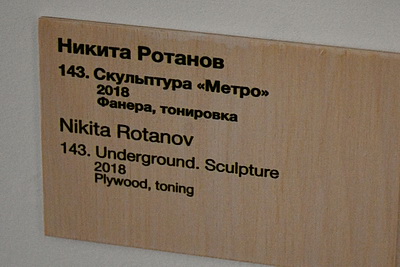 Никита Ротанов
143. Скульптура «Метро»
2018
Фанера, тонировка
Nikita Rotanov
143. Underground. Sculpture
2018
Plywood, toning